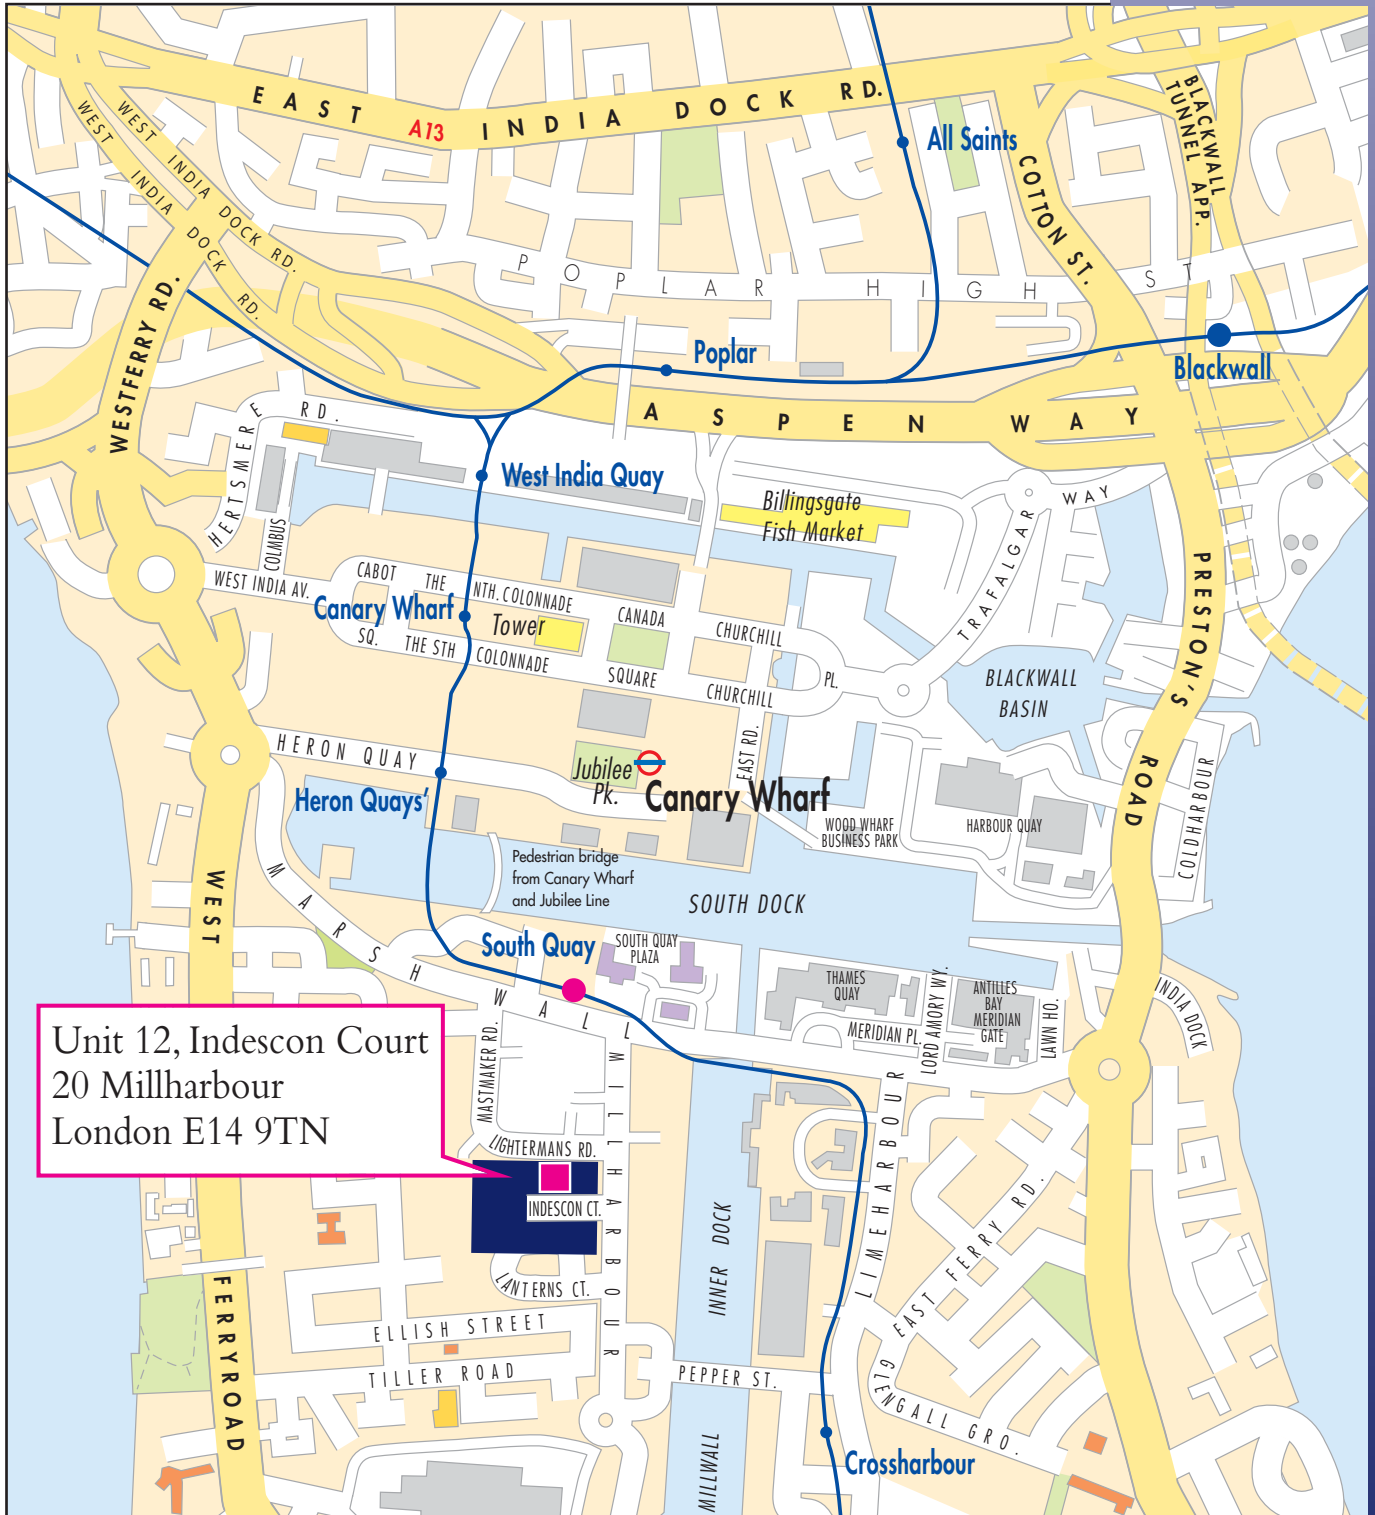 EAST
A13
INDIA DOCK RD.
WEST INDIA DOCK RD.
WEST INDIA DOCK RD.
All Saints
COTTON ST.
BLACKWALL
TUNNEL APP.
POPLAR HIGH ST
WESTFERRY RD.
Poplar
Blackwall
ASPEN WAY
HERTSMERE RD.
COLMBUS
West India Quay
Billingsgate
Fish Market
TRAFALGAR WAY
PRESTON'S ROAD
WEST INDIA AV.
CABOT
THE
NTH. COLONNADE
Canary Wharf
Tower
CANADA
CHURCHILL
SQ.
THE STH
COLONNADE
SQUARE
CHURCHILL
PL.
BLACKWALL
BASIN
HERON QUAY
EAST RD.
Jubilee
Pk.
Canary Wharf
Heron Quays'
WOOD WHARF
BUSINESS PARK
HARBOUR QUAY
COLDHARBOUR
Pedestrian bridge
from Canary Wharf
and Jubilee Line
SOUTH DOCK
MARSH WALL
WEST
FERRYROAD
South Quay
SOUTH QUAY
PLAZA
THAMES
QUAY
MERIDIAN PL.
LORD AMORY WY.
ANTILLES
BAY
MERIDIAN
GATE
LAWN HO.
INDIA DOCK
Unit 12, Indescon Court
20 Millharbour
London E14 9TN
MASTMAKER RD.
MILLHARBOUR
LIGHTERMANS RD.
INDESCON CT.
LANTERNS CT.
INNER DOCK
LIMEHARBOUR
EAST FERRY RD.
ELLISH STREET
TILLER ROAD
PEPPER ST.
GLENGALL GRO.
MILLWALL
Crossharbour